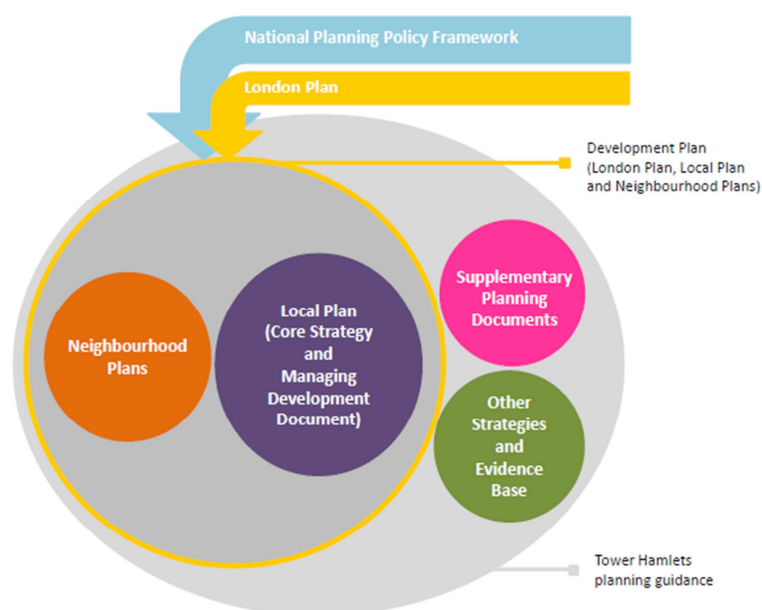 National Planning Policy Framework
London Plan
Development Plan
(London Plan, Local Plan
and Neighbourhood Plans)
Supplementary
Planning
Documents
Local Plan
(Core Strategy
and
Managing
Development
Document)
Neighbourhood
Plans
Other
Strategies
and
Evidence
Base
Tower Hamlets
planning guidance